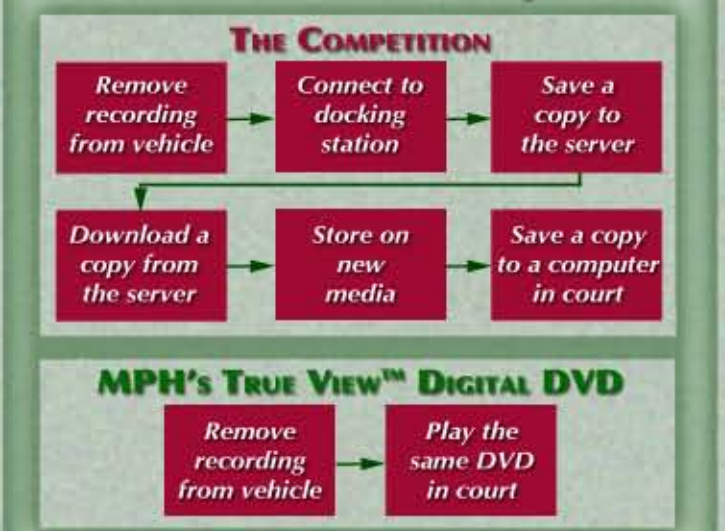 THE COMPETITION
Remove
recording
from vehicle
Connect to
docking
station
Save a
copy to
the server
Download a
copy from
the server
Store on
new
media
Save a copy
to a computer
in court
MPH'S TRUE VIEW™ DIGITAL DVD
Remove
recording
from vehicle
Play the
same DVD
in court